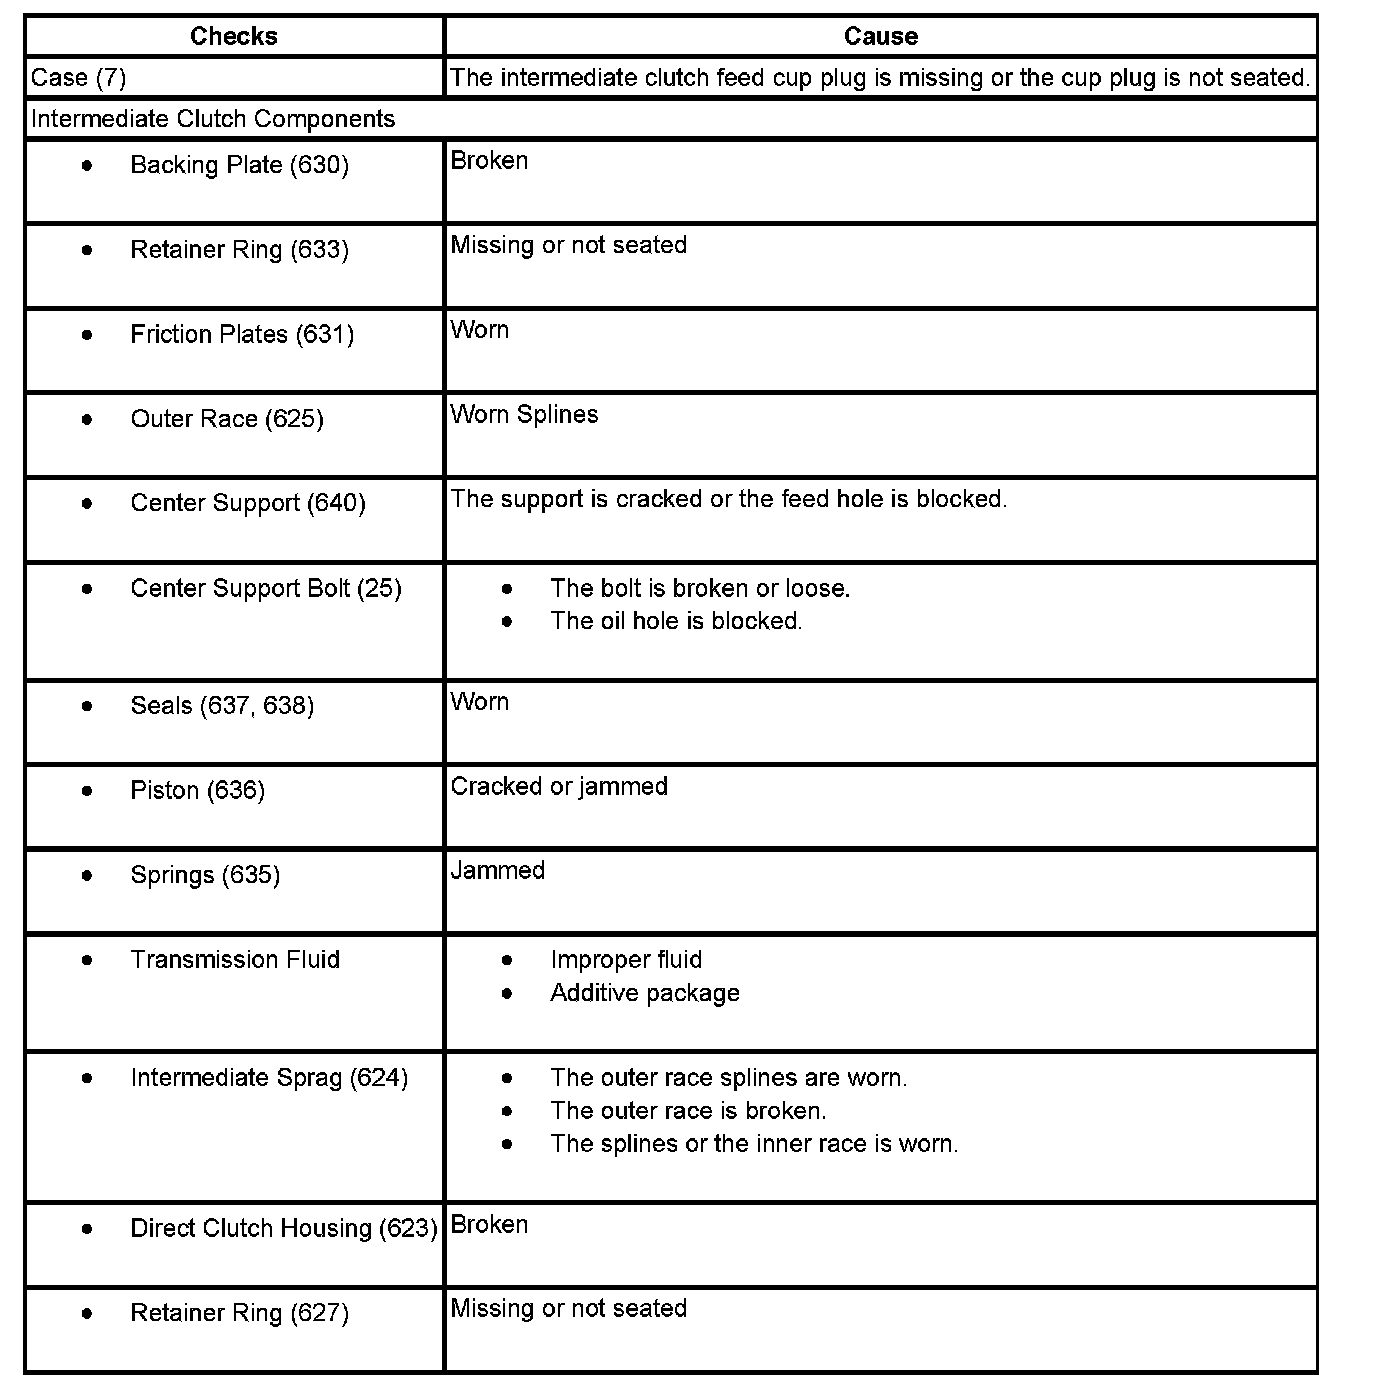 Checks Cause
Case (7) The intermediate clutch feed cup plug is missing or the cup plug is not seated.
Intermediate Clutch Components
• Backing Plate (630) Broken
• Retainer Ring (633) Missing or not seated
• Friction Plates (631) Worn
• Outer Race (625) Worn Splines
• Center Support (640) The support is cracked or the feed hole is blocked.
• Center Support Bolt (25) • The bolt is broken or loose.
• The oil hole is blocked.
• Seals (637, 638) Worn
• Piston (636) Cracked or jammed
• Springs (635) Jammed
• Transmission Fluid • Improper fluid
• Additive package
• Intermediate Sprag (624) • The outer race splines are worn.
• The outer race is broken.
• The splines or the inner race is worn.
• Direct Clutch Housing (623) Broken
• Retainer Ring (627) Missing or not seated